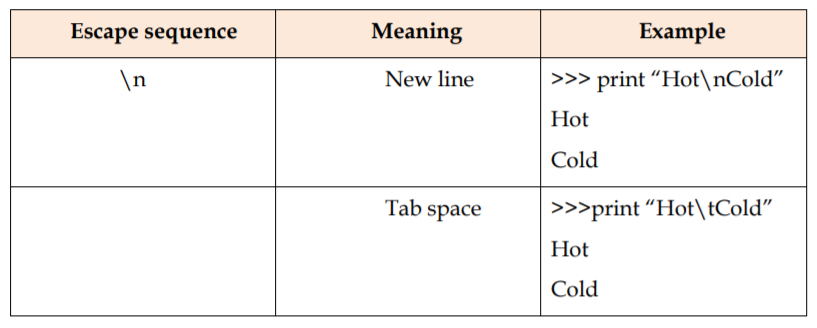 Escape sequence Meaning Example
\n New line >>> print “Hot\nCold”
Hot
Cold
Tab space >>>print “Hot\tCold”
Hot
Cold